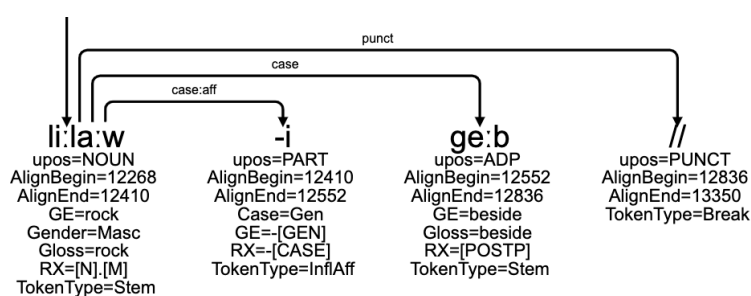 punct
case
case:aff
li:la:w -i ge:b //
upos=NOUN upos=PART upos=ADP upos=PUNCT
AlignBegin=12268 AlignBegin=12410 AlignBegin=12552 AlignBegin=12836
AlignEnd=12410 AlignEnd=12552 AlignEnd=12836 AlignEnd=13350
GE=rock Case=Gen GE=beside TokenType=Break
Gender=Masc GE=-[GEN] Gloss=beside
Gloss=rock RX=-[CASE] RX=[POSTP]
RX=[N].[M] TokenType=InflAff TokenType=Stem
TokenType=Stem